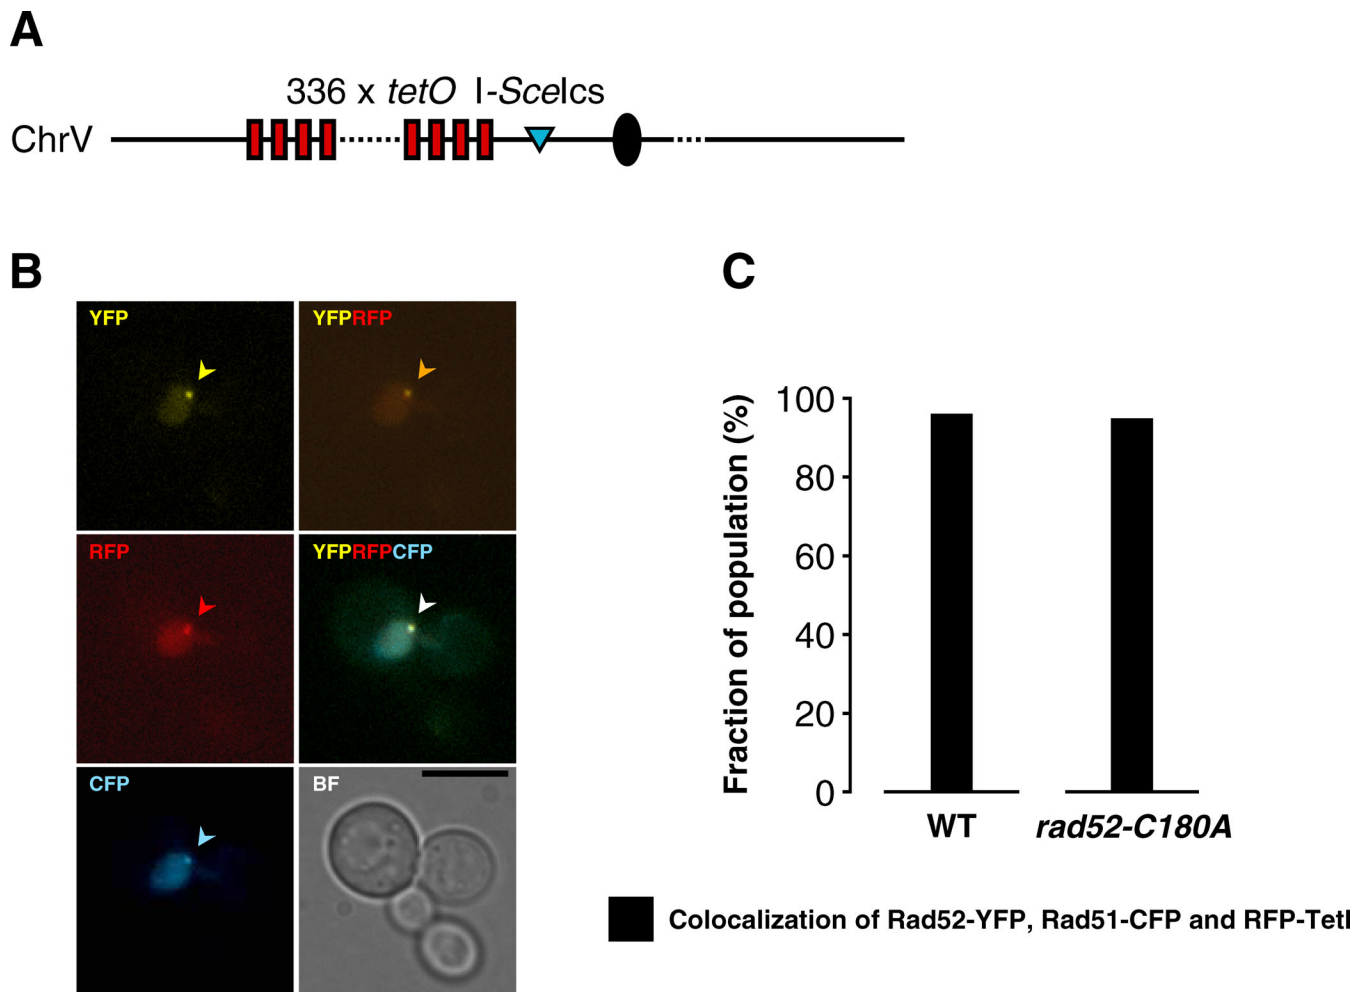 A
336 x tetO I-SceIcs
ChrV
B
YFP
YFPRFP
RFP
YFPRFPCFP
CFP
BF
C
Fraction of population (%)
100
80
60
40
20
0
WT
rad52-C180A
Colocalization of Rad52-YFP, Rad51-CFP and RFP-TetI